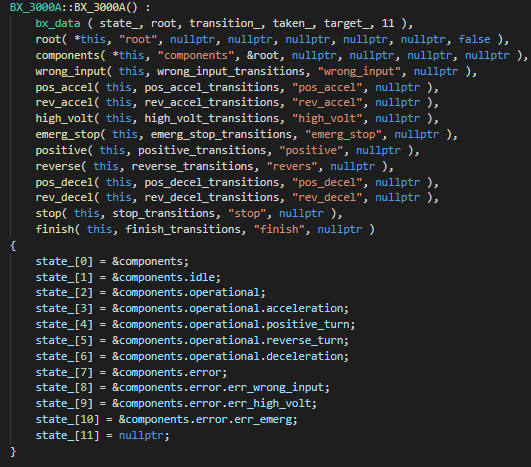 BX_3000A::BX_3000A() :
bx_data ( state_, root, transition_, taken_, target_, 11 ),
root( *this, "root", nullptr, nullptr, nullptr, nullptr, nullptr, false ),
components( *this, "components", &root, nullptr, nullptr, nullptr, nullptr ),
wrong_input( this, wrong_input_transitions, "wrong_input", nullptr ),
pos_accel( this, pos_accel_transitions, "pos_accel", nullptr ),
rev_accel( this, rev_accel_transitions, "rev_accel", nullptr ),
high_volt( this, high_volt_transitions, "high_volt", nullptr ),
emerg_stop( this, emerg_stop_transitions, "emerg_stop", nullptr ),
positive( this, positive_transitions, "positive", nullptr ),
reverse( this, reverse_transitions, "revers", nullptr ),
pos_decel( this, pos_decel_transitions, "pos_decel", nullptr ),
rev_decel( this, rev_decel_transitions, "rev_decel", nullptr ),
stop( this, stop_transitions, "stop", nullptr ),
finish( this, finish_transitions, "finish", nullptr )
{
state_[0] = &components;
state_[1] = &components.idle;
state_[2] = &components.operational;
state_[3] = &components.operational.acceleration;
state_[4] = &components.operational.positive_turn;
state_[5] = &components.operational.reverse_turn;
state_[6] = &components.operational.deceleration;
state_[7] = &components.error;
state_[8] = &components.error.err_wrong_input;
state_[9] = &components.error.err_high_volt;
state_[10] = &components.error.err_emerg;
state_[11] = nullptr;
}